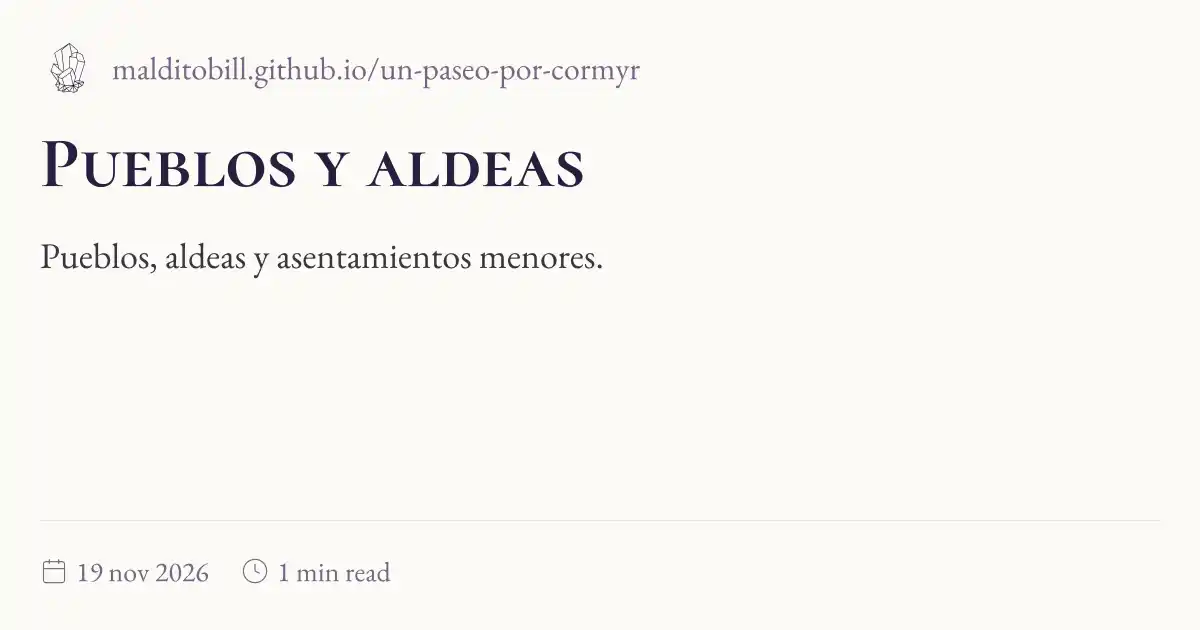 malditobill.github.io/un-paseo-por-cormyr
Pueblos y aldeas
Pueblos, aldeas y asentamientos menores.
19 nov 2026 1 min read